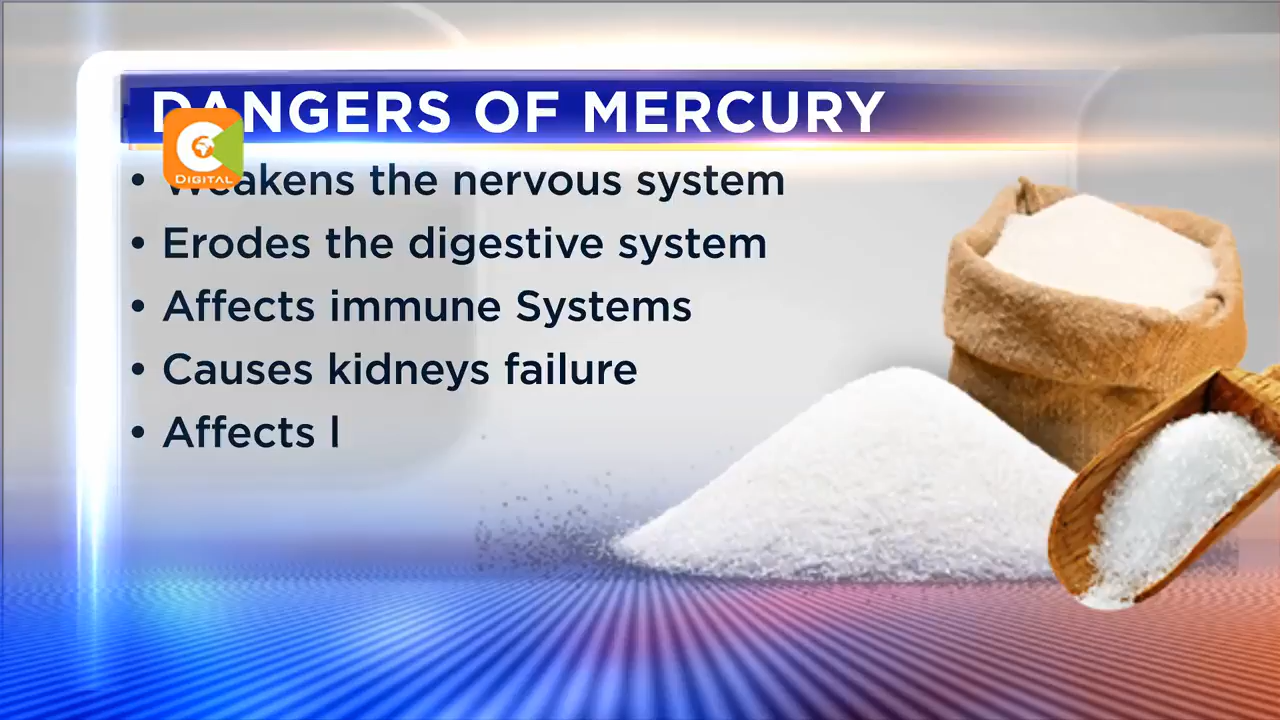 DANGERS OF MERCURY
DIGITAL
• Weakens the nervous system
• Erodes the digestive system
• Affects immune Systems
• Causes kidneys failure
• Affects l